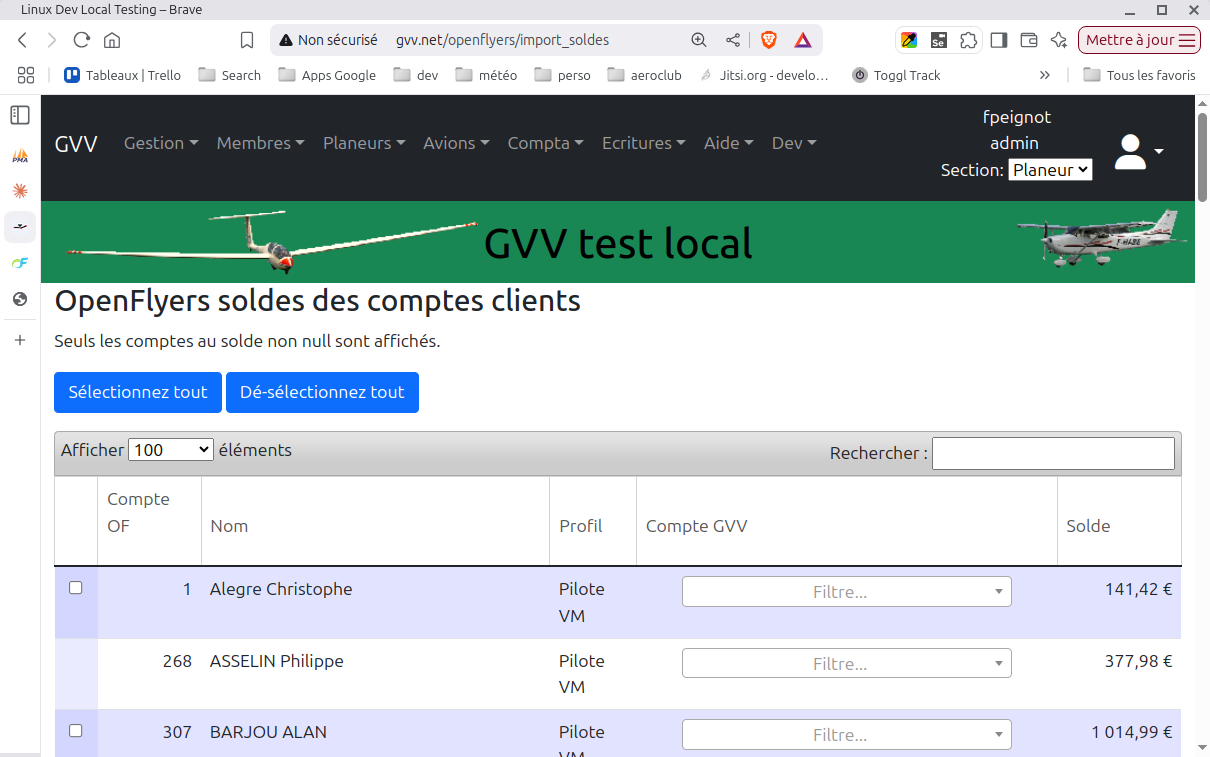 Linux Dev Local Testing – Brave
Non sécurisé gvv.net/openflyers/import_soldes
Se
Mettre à jour
Tableaux | Trello Search Apps Google dev météo perso aeroclub Jitsi.org - develo… Toggl Track » Tous les favoris
PMA
GVV Gestion Membres Planeurs Avions Compta Ecritures Aide Dev
fpeignot
admin
Section: Planeur
GVV test local
F-HABE
OpenFlyers soldes des comptes clients
Seuls les comptes au solde non null sont affichés.
Sélectionnez tout Dé-sélectionnez tout
Afficher 100 éléments Rechercher :
Compte
OF Nom Profil Compte GVV Solde
1 Alegre Christophe Pilote Filtre... 141,42 €
VM
268 ASSELIN Philippe Pilote Filtre... 377,98 €
VM
307 BARJOU ALAN Pilote Filtre... 1 014,99 €
VM